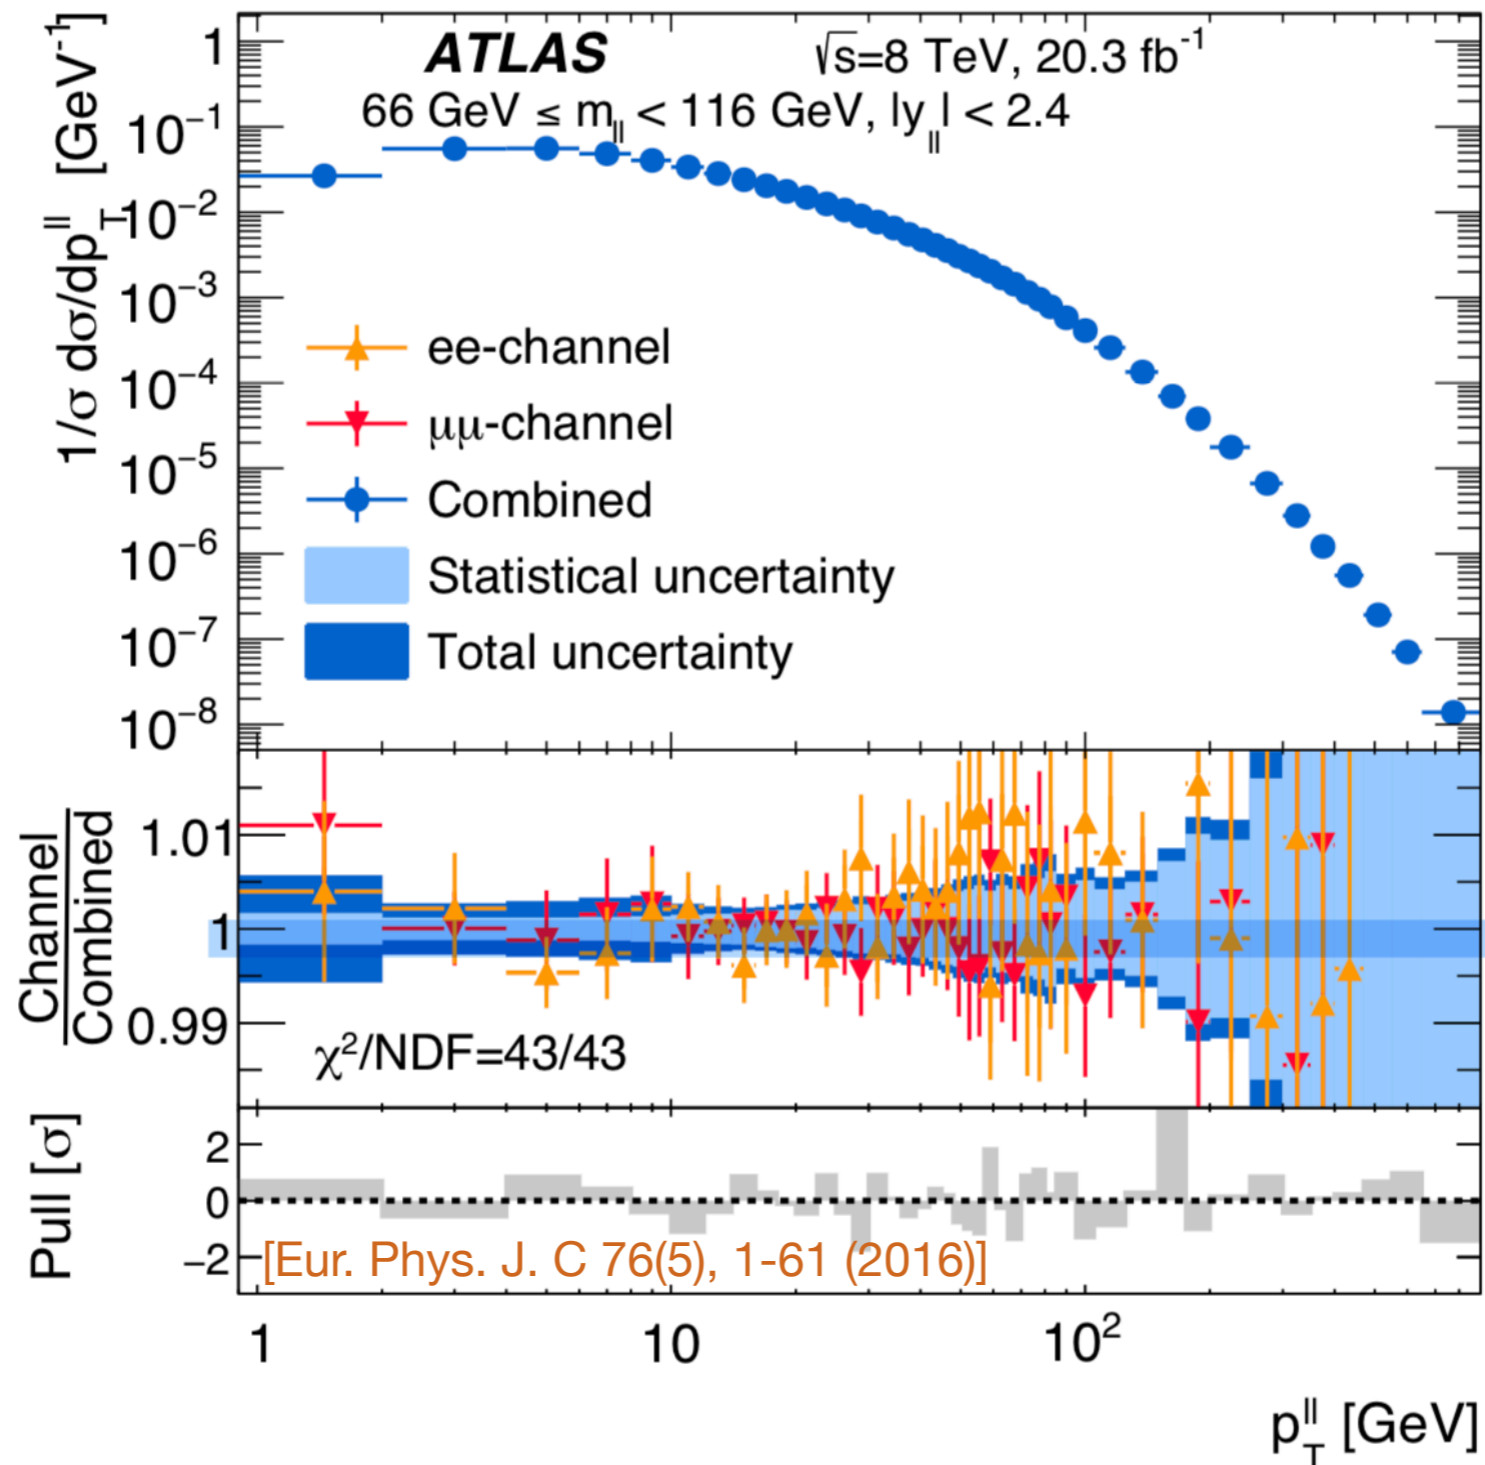 ATLAS
√s=8 TeV, 20.3 fb⁻¹
66 GeV ≤ m_ll < 116 GeV, |y_ll| < 2.4
1/σ dσ/dp_T^ll [GeV⁻¹]
1
10⁻¹
10⁻²
10⁻³
10⁻⁴
10⁻⁵
10⁻⁶
10⁻⁷
10⁻⁸
ee-channel
μμ-channel
Combined
Statistical uncertainty
Total uncertainty
Channel
Combined
1.01
1
0.99
χ²/NDF=43/43
Pull [σ]
2
0
−2
[Eur. Phys. J. C 76(5), 1-61 (2016)]
1 10 10²
p_T^ll [GeV]